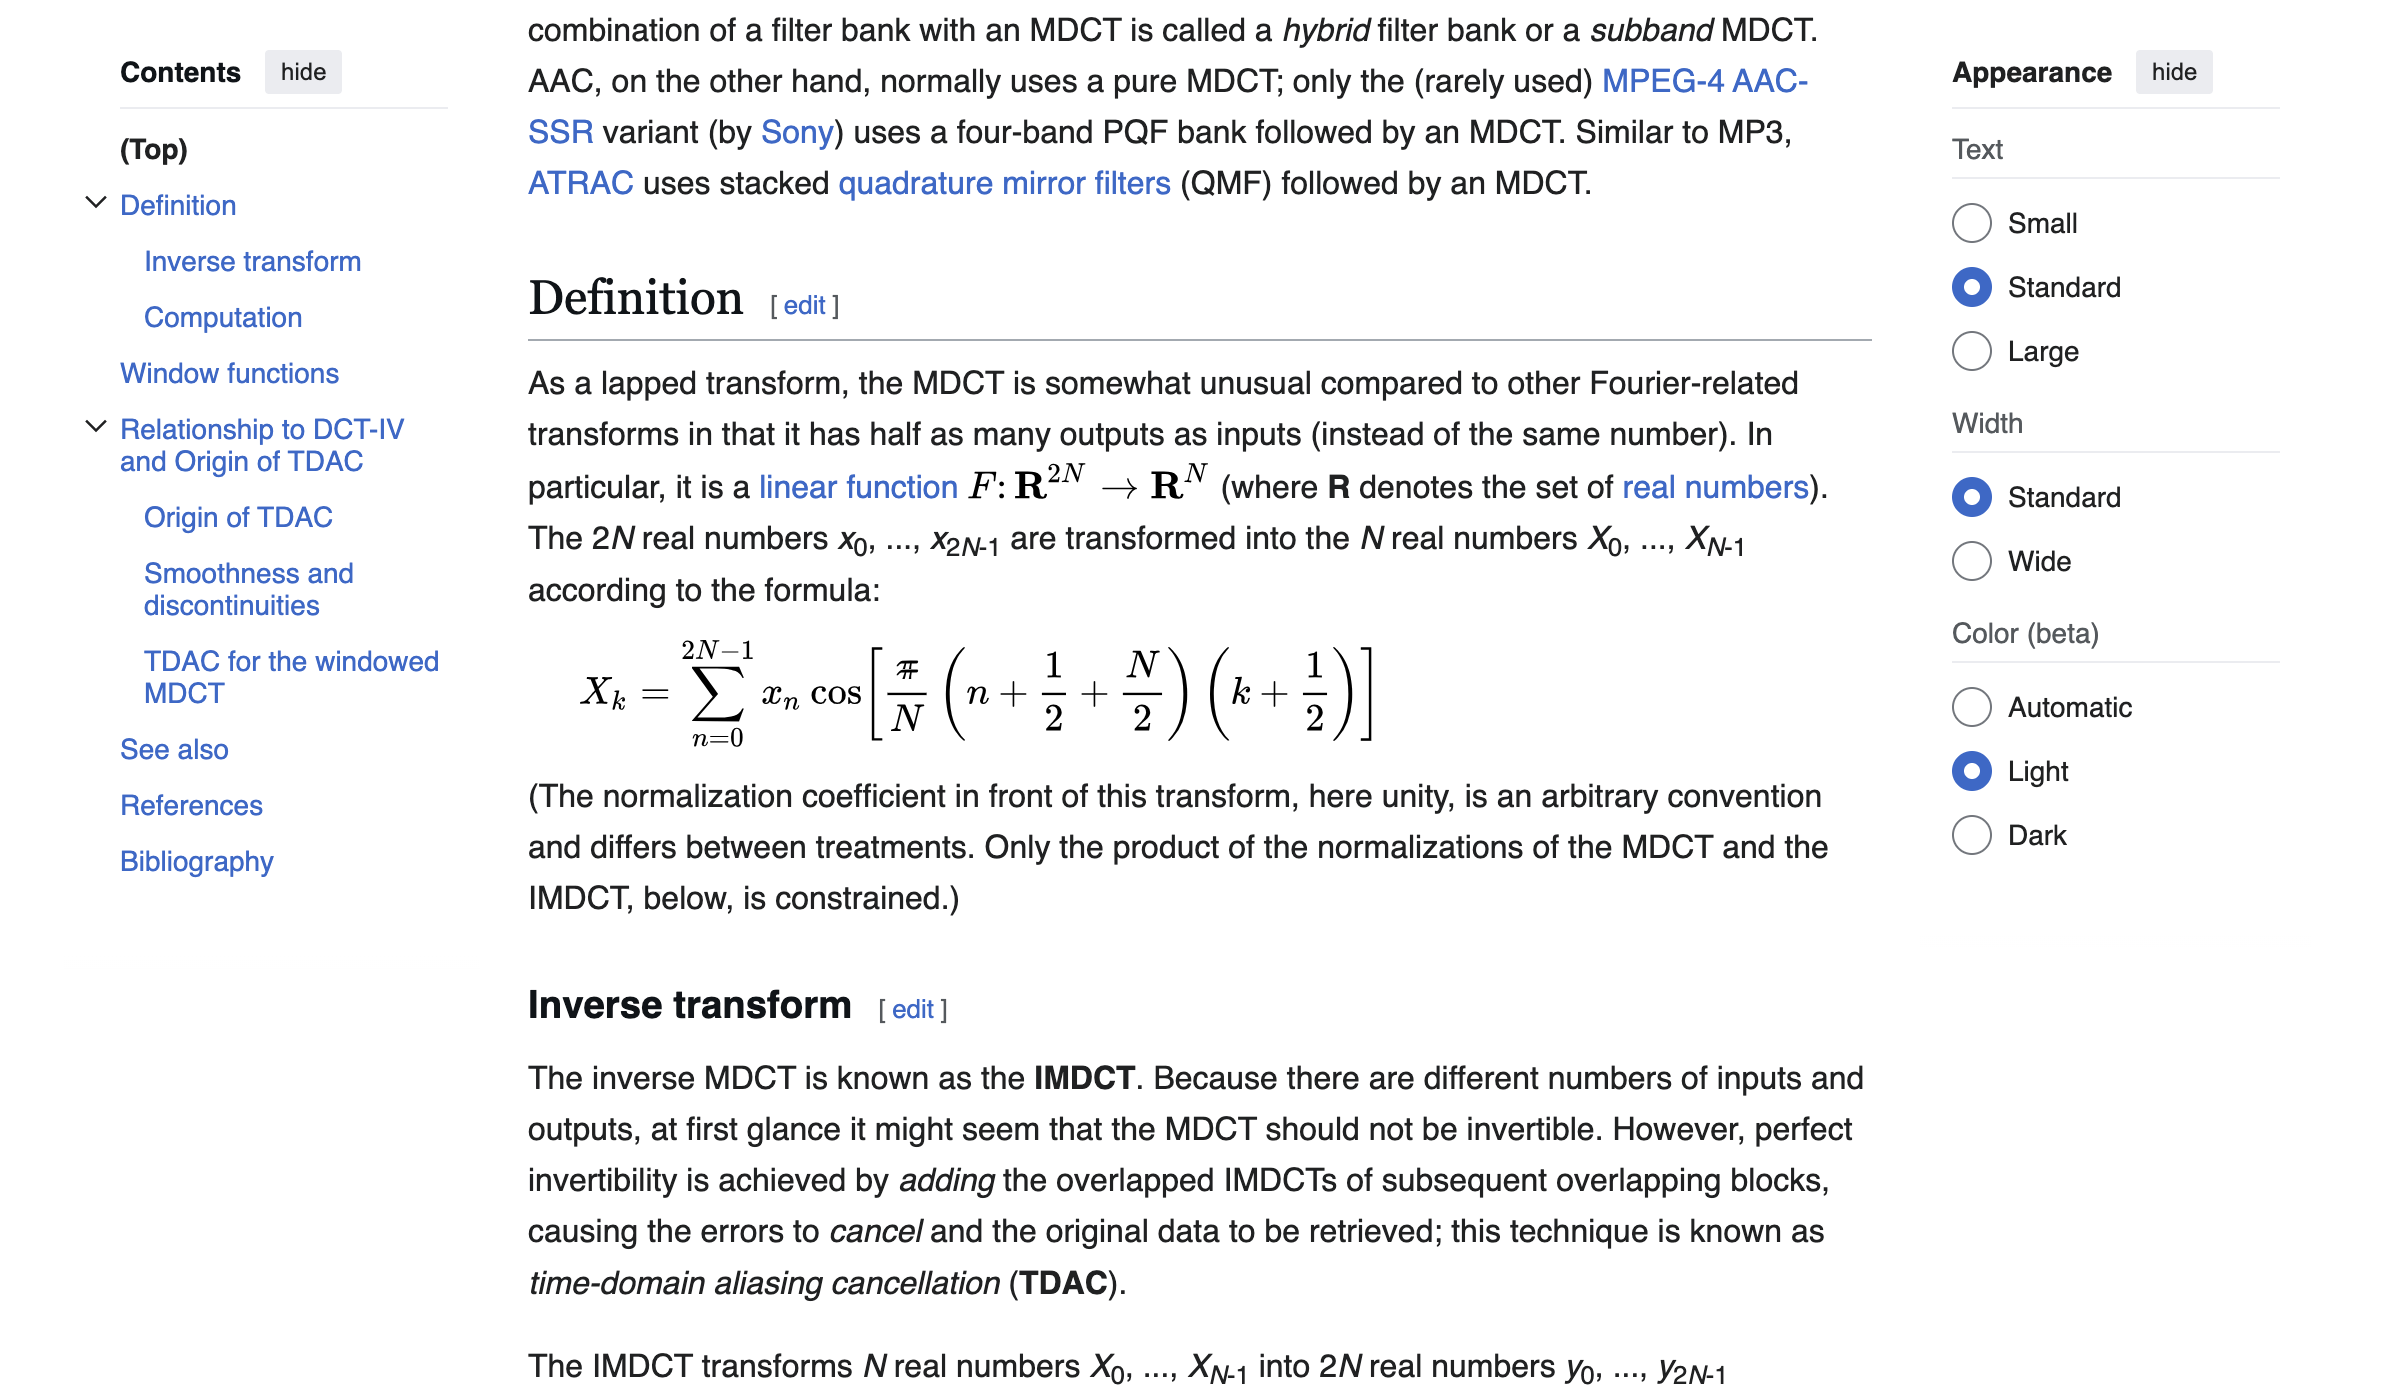 Contents hide
(Top)
Definition
Inverse transform
Computation
Window functions
Relationship to DCT-IV
and Origin of TDAC
Origin of TDAC
Smoothness and
discontinuities
TDAC for the windowed
MDCT
See also
References
Bibliography
combination of a filter bank with an MDCT is called a hybrid filter bank or a subband MDCT.
AAC, on the other hand, normally uses a pure MDCT; only the (rarely used) MPEG-4 AAC-
SSR variant (by Sony) uses a four-band PQF bank followed by an MDCT. Similar to MP3,
ATRAC uses stacked quadrature mirror filters (QMF) followed by an MDCT.
Definition [ edit ]
As a lapped transform, the MDCT is somewhat unusual compared to other Fourier-related
transforms in that it has half as many outputs as inputs (instead of the same number). In
particular, it is a linear function F: R^{2N} → R^N (where R denotes the set of real numbers).
The 2N real numbers x_0, ..., x_{2N-1} are transformed into the N real numbers X_0, ..., X_{N-1}
according to the formula:
X_k = \sum_{n=0}^{2N-1} x_n \cos\left[\frac{\pi}{N}\left(n + \frac{1}{2} + \frac{N}{2}\right)\left(k + \frac{1}{2}\right)\right]
(The normalization coefficient in front of this transform, here unity, is an arbitrary convention
and differs between treatments. Only the product of the normalizations of the MDCT and the
IMDCT, below, is constrained.)
Inverse transform [ edit ]
The inverse MDCT is known as the IMDCT. Because there are different numbers of inputs and
outputs, at first glance it might seem that the MDCT should not be invertible. However, perfect
invertibility is achieved by adding the overlapped IMDCTs of subsequent overlapping blocks,
causing the errors to cancel and the original data to be retrieved; this technique is known as
time-domain aliasing cancellation (TDAC).
The IMDCT transforms N real numbers X_0, ..., X_{N-1} into 2N real numbers y_0, ..., y_{2N-1}
Appearance hide
Text
Small
Standard
Large
Width
Standard
Wide
Color (beta)
Automatic
Light
Dark